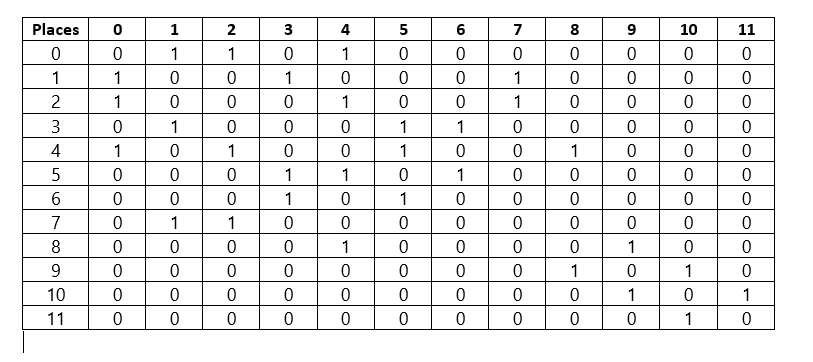 Places 0 1 2 3 4 5 6 7 8 9 10 11
0 0 1 1 0 1 0 0 0 0 0 0 0
1 1 0 0 1 0 0 0 1 0 0 0 0
2 1 0 0 0 1 0 0 1 0 0 0 0
3 0 1 0 0 0 1 1 0 0 0 0 0
4 1 0 1 0 0 1 0 0 1 0 0 0
5 0 0 0 1 1 0 1 0 0 0 0 0
6 0 0 0 1 0 1 0 0 0 0 0 0
7 0 1 1 0 0 0 0 0 0 0 0 0
8 0 0 0 0 1 0 0 0 0 1 0 0
9 0 0 0 0 0 0 0 0 1 0 1 0
10 0 0 0 0 0 0 0 0 0 1 0 1
11 0 0 0 0 0 0 0 0 0 0 1 0